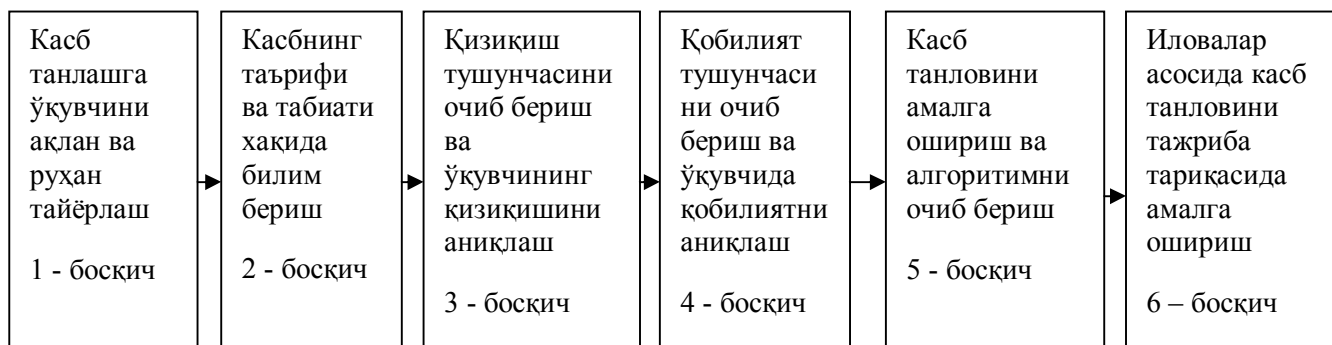 Касб
танлашга
ўқувчини
ақлан ва
руҳан
тайёрлаш
1 - босқич
Касбнинг
таърифи
ва табиати
хақида
билим
бериш
2 - босқич
Қизиқиш
тушунчасини
очиб бериш
ва
ўқувчининг
қизиқишини
аниқлаш
3 - босқич
Қобилият
тушунчаси
ни очиб
бериш ва
ўқувчида
қобилиятни
аниқлаш
4 - босқич
Касб
танловини
амалга
ошириш ва
алгоритимни
очиб бериш
5 - босқич
Иловалар
асосида касб
танловини
тажриба
тариқасида
амалга
ошириш
6 – босқич